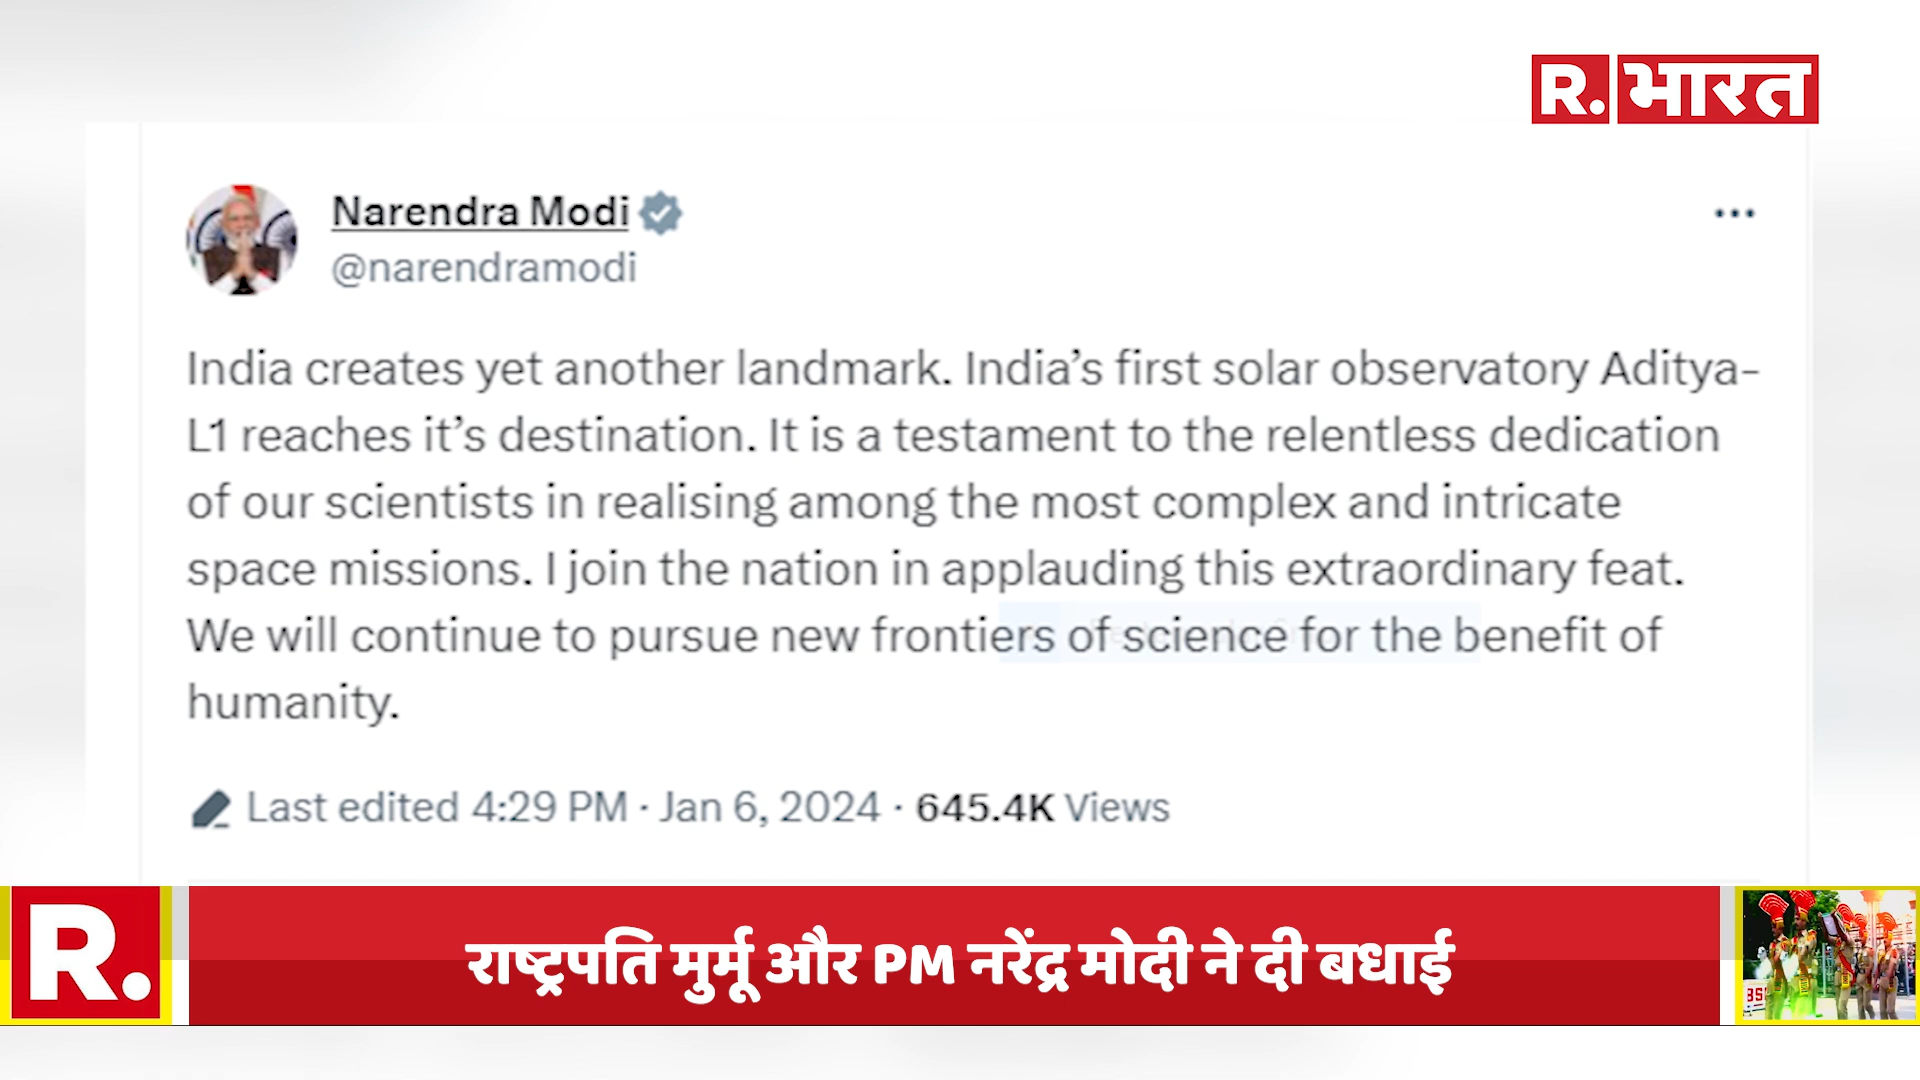 R. भारत
Narendra Modi
@narendramodi
India creates yet another landmark. India’s first solar observatory Aditya-
L1 reaches it’s destination. It is a testament to the relentless dedication
of our scientists in realising among the most complex and intricate
space missions. I join the nation in applauding this extraordinary feat.
We will continue to pursue new frontiers of science for the benefit of
humanity.
Last edited 4:29 PM · Jan 6, 2024 · 645.4K Views
R.
राष्ट्रपति मुर्मू और PM नरेंद्र मोदी ने दी बधाई